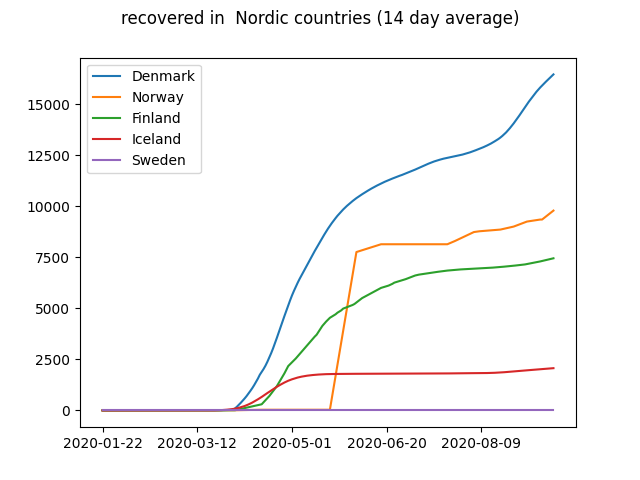 recovered in  Nordic countries (14 day average)
Denmark
Norway
Finland
Iceland
Sweden
15000
12500
10000
7500
5000
2500
0
2020-01-22 2020-03-12 2020-05-01 2020-06-20 2020-08-09